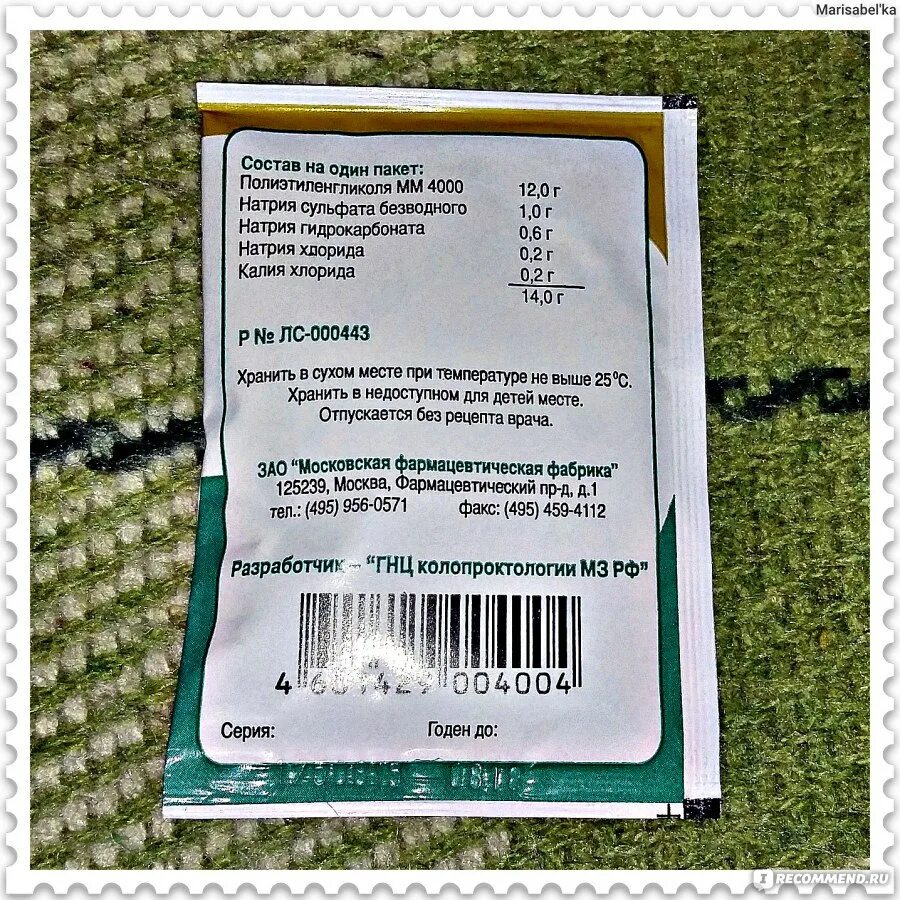 Marisabel'ka
Состав на один пакет:
Полиэтиленгликоля ММ 4000 12,0 г
Натрия сульфата безводного 1,0 г
Натрия гидрокарбоната 0,6 г
Натрия хлорида 0,2 г
Калия хлорида 0,2 г
14,0 г
Р № ЛС-000443
Хранить в сухом месте при температуре не выше 25°С.
Хранить в недоступном для детей месте.
Отпускается без рецепта врача.
ЗАО "Московская фармацевтическая фабрика"
125239, Москва, Фармацевтический пр-д, д.1
тел.: (495) 956-0571 факс: (495) 459-4112
Разработчик – "ГНЦ колопроктологии МЗ РФ"
4 004004
Серия: Годен до:
IRECOMMEND.RU